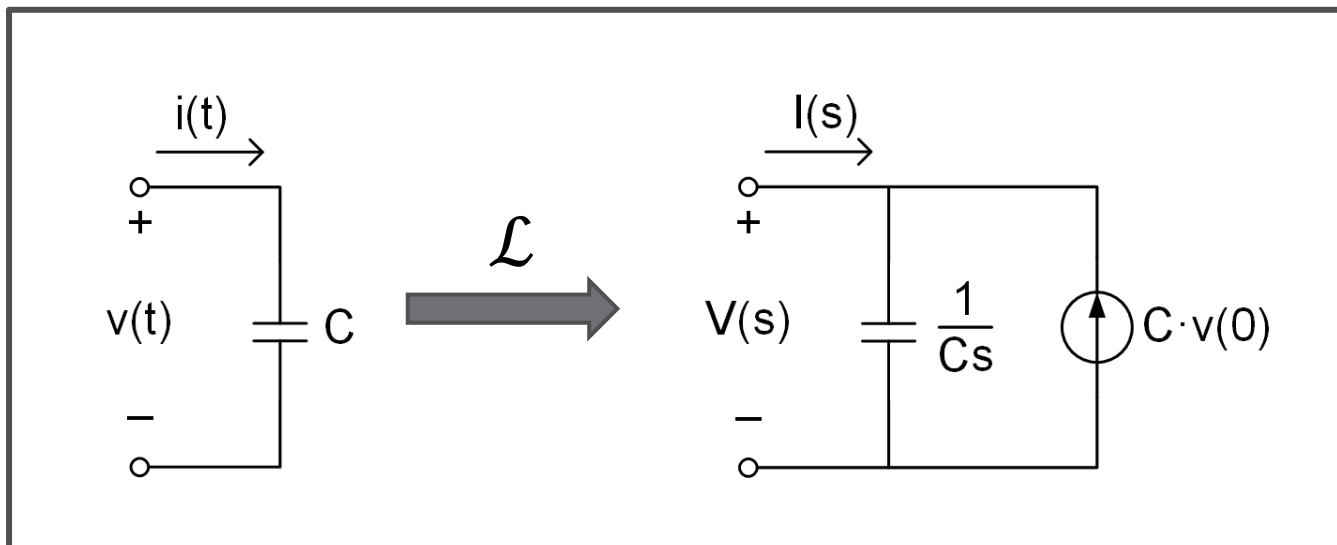 i(t)
+
v(t)
C
−
ℒ
I(s)
+
V(s)
1
Cs
C·v(0)
−